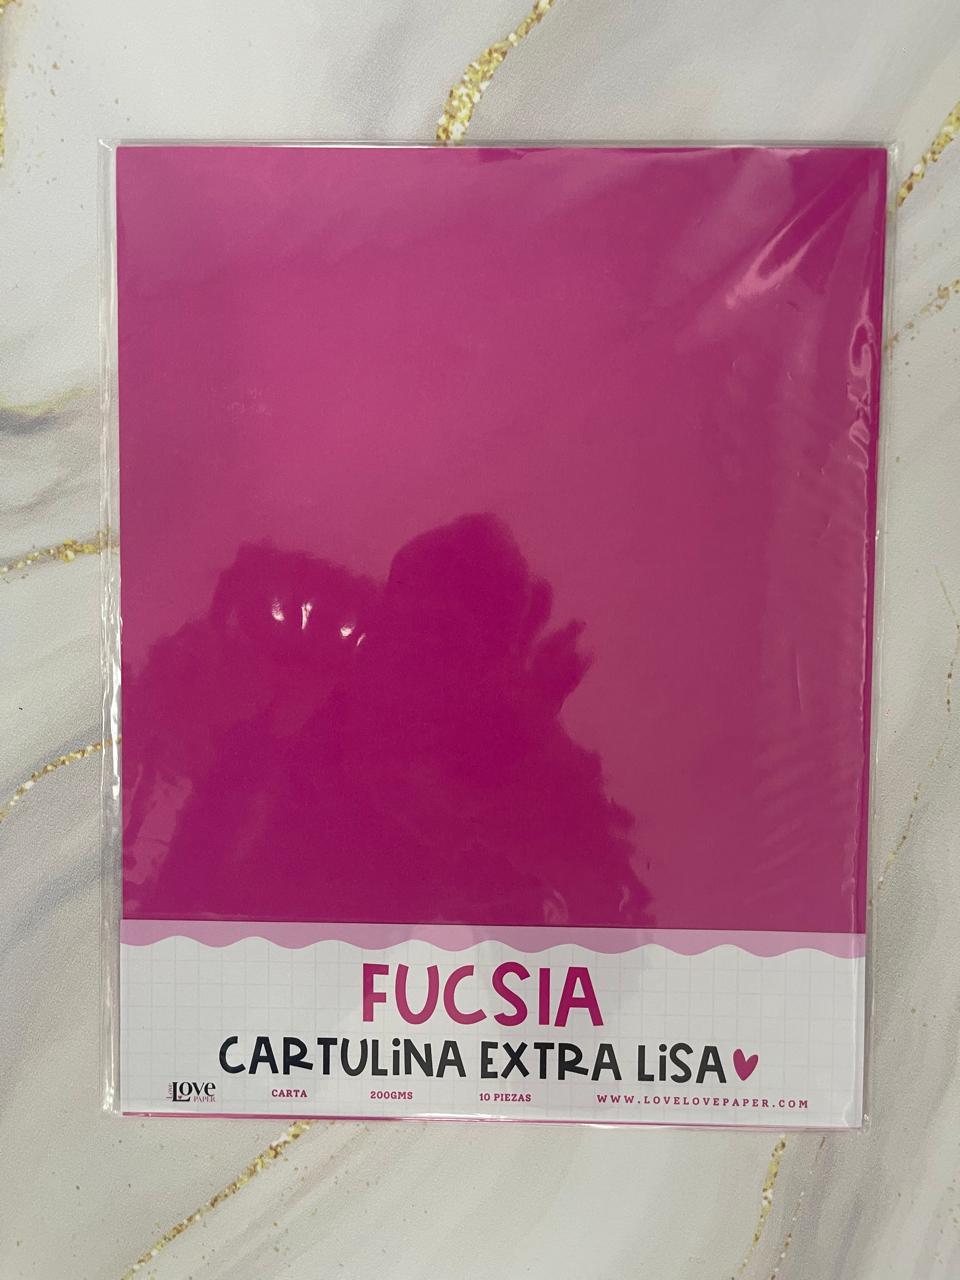 FUCSIA
CARTULiNA EXTRA LiSA
Love PAPER CARTA 200GMS 10 PIEZAS WWW.LOVELOVEPAPER.COM